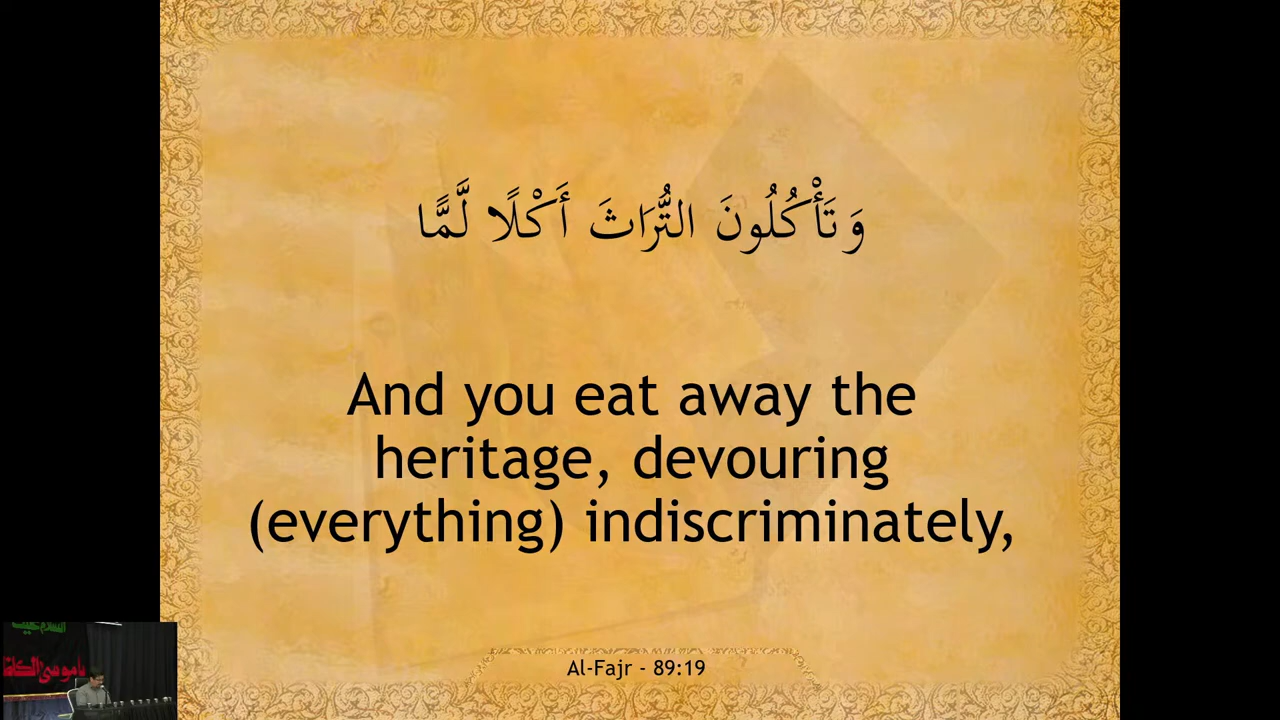 وَتَأْكُلُونَ التُّرَاثَ أَكْلًا لَّمًّا
And you eat away the
heritage, devouring
(everything) indiscriminately,
Al-Fajr - 89:19